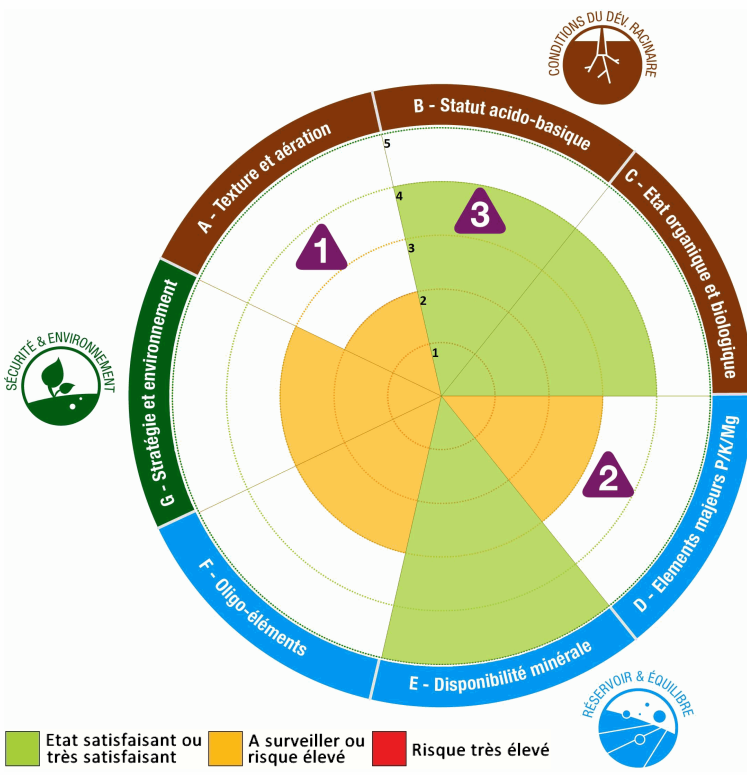 CONDITIONS DU DÉV. RACINAIRE
B - Statut acido-basique
A - Texture et aération
C - Etat organique et biologique
5
4
3
3
1
2
1
SÉCURITÉ & ENVIRONNEMENT
G - Stratégie et environnement
2
D - Elements majeurs P/K/Mg
F - Oligo-éléments
E - Disponibilité minérale
RÉSERVOIR & ÉQUILIBRE
Etat satisfaisant ou
très satisfaisant
A surveiller ou
risque élevé
Risque très élevé